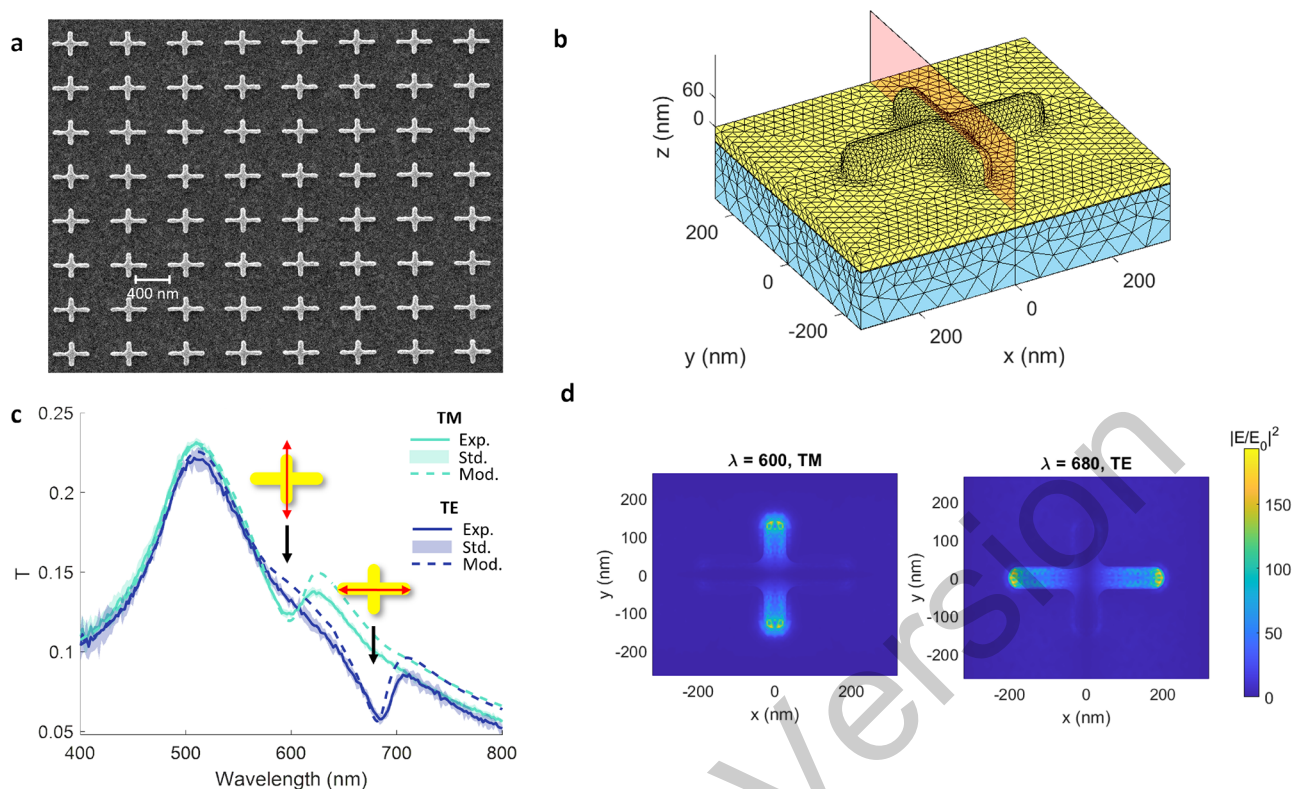 a
400 nm
b
z (nm)
60
0
200
0
-200
y (nm)
200
0
200
x (nm)
c
T
0.25
0.2
0.15
0.1
0.05
400
500
600
700
800
Wavelength (nm)
TM
Exp.
Std.
Mod.
TE
Exp.
Std.
Mod.
d
λ = 600, TM
y (nm)
200
100
0
-100
-200
-200
0
200
x (nm)
λ = 680, TE
y (nm)
200
100
0
-100
-200
-200
0
200
x (nm)
|E/E0|2
150
100
50
0
Version